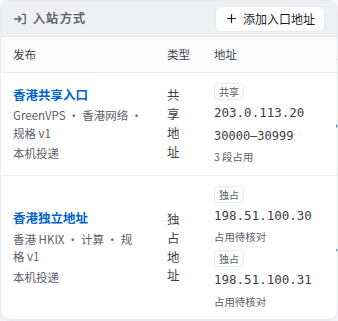 入站方式
+ 添加入口地址
发布 类型 地址
香港共享入口
GreenVPS · 香港网络 ·
规格 v1
本机投递
共
享
地
址
共享
203.0.113.20
30000–30999
3 段占用
香港独立地址
香港 HKIX · 计算 · 规
格 v1
本机投递
独
占
地
址
独占
198.51.100.30
占用待核对
独占
198.51.100.31
占用待核对